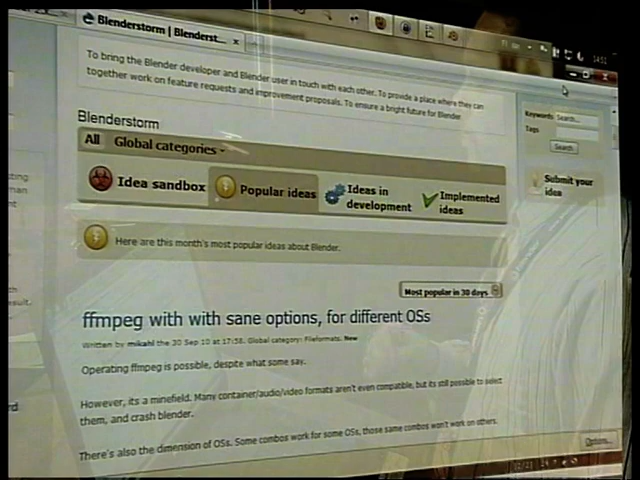 Blenderstorm | Blenderst... x
14:51
To bring the Blender developer and Blender user in touch with each other. To provide a place where they can
together work on feature requests and improvement proposals. To ensure a bright future for Blender
Keywords Search...
Tags
Search
Blenderstorm
All Global categories
Idea sandbox
Popular ideas
Ideas in
development
Implemented
ideas
Submit your
idea
Here are this month's most popular ideas about Blender.
Most popular in 30 days
ffmpeg with with sane options, for different OSs
Written by mikahl the 30 Sep 10 at 17:58. Global category: Fileformats. New
Operating ffmpeg is possible, despite what some say.
However, its a minefield. Many container/audio/video formats aren't even compatible, but its still possible to select
them, and crash blender.
There's also the dimension of OSs. Some combos work for some OSs, those same combos won't work on others.
Options...